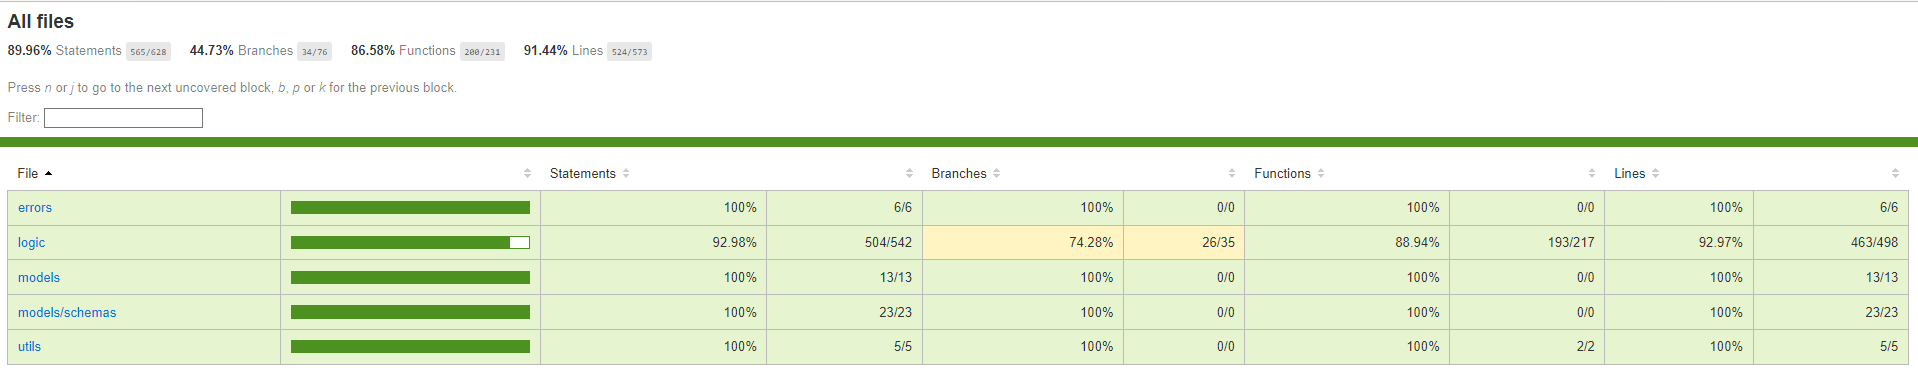 All files
89.96% Statements 565/628 44.73% Branches 34/76 86.58% Functions 200/231 91.44% Lines 524/573
Press n or j to go to the next uncovered block, b, p or k for the previous block.
Filter:
File Statements Branches Functions Lines
errors 100% 6/6 100% 0/0 100% 0/0 100% 6/6
logic 92.98% 504/542 74.28% 26/35 88.94% 193/217 92.97% 463/498
models 100% 13/13 100% 0/0 100% 0/0 100% 13/13
models/schemas 100% 23/23 100% 0/0 100% 0/0 100% 23/23
utils 100% 5/5 100% 0/0 100% 2/2 100% 5/5